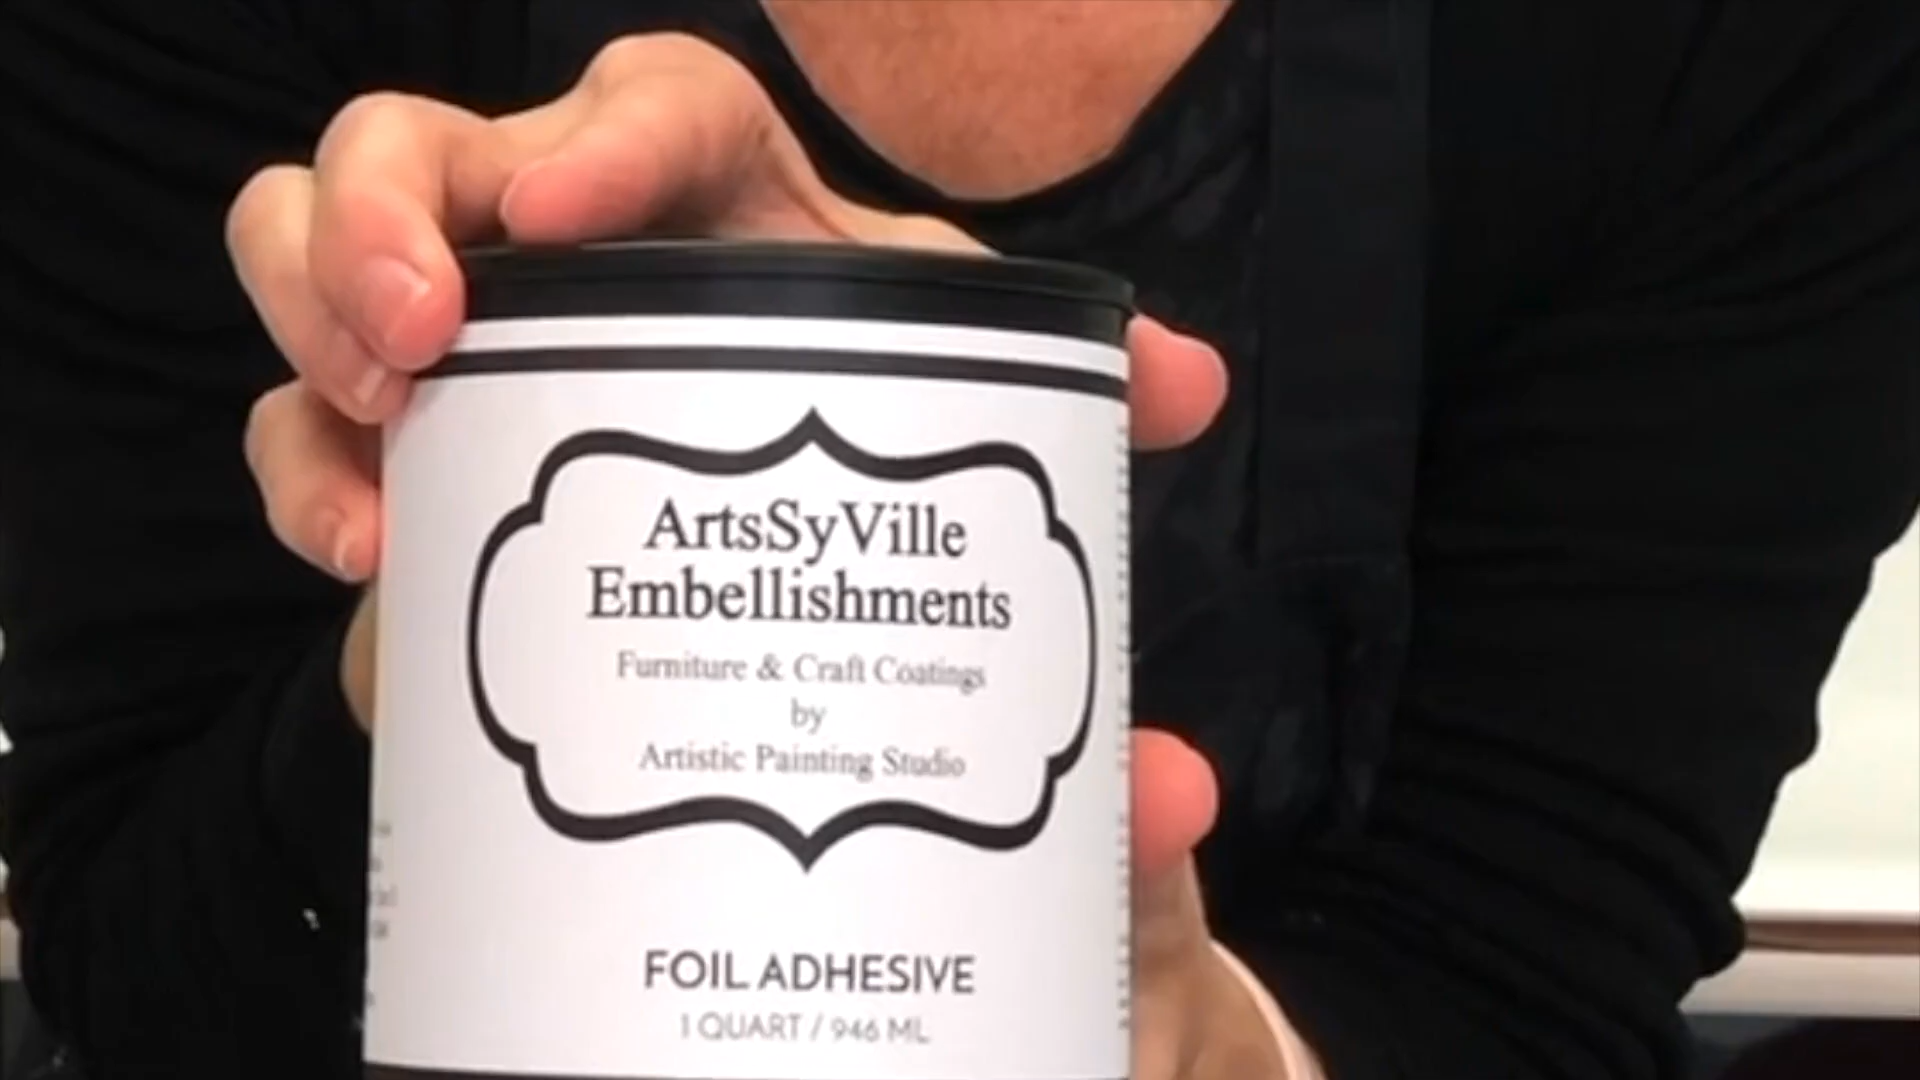 ArtsSyVille
Embellishments
Furniture & Craft Coatings
by
Artistic Painting Studio
FOIL ADHESIVE
1 QUART / 946 ML